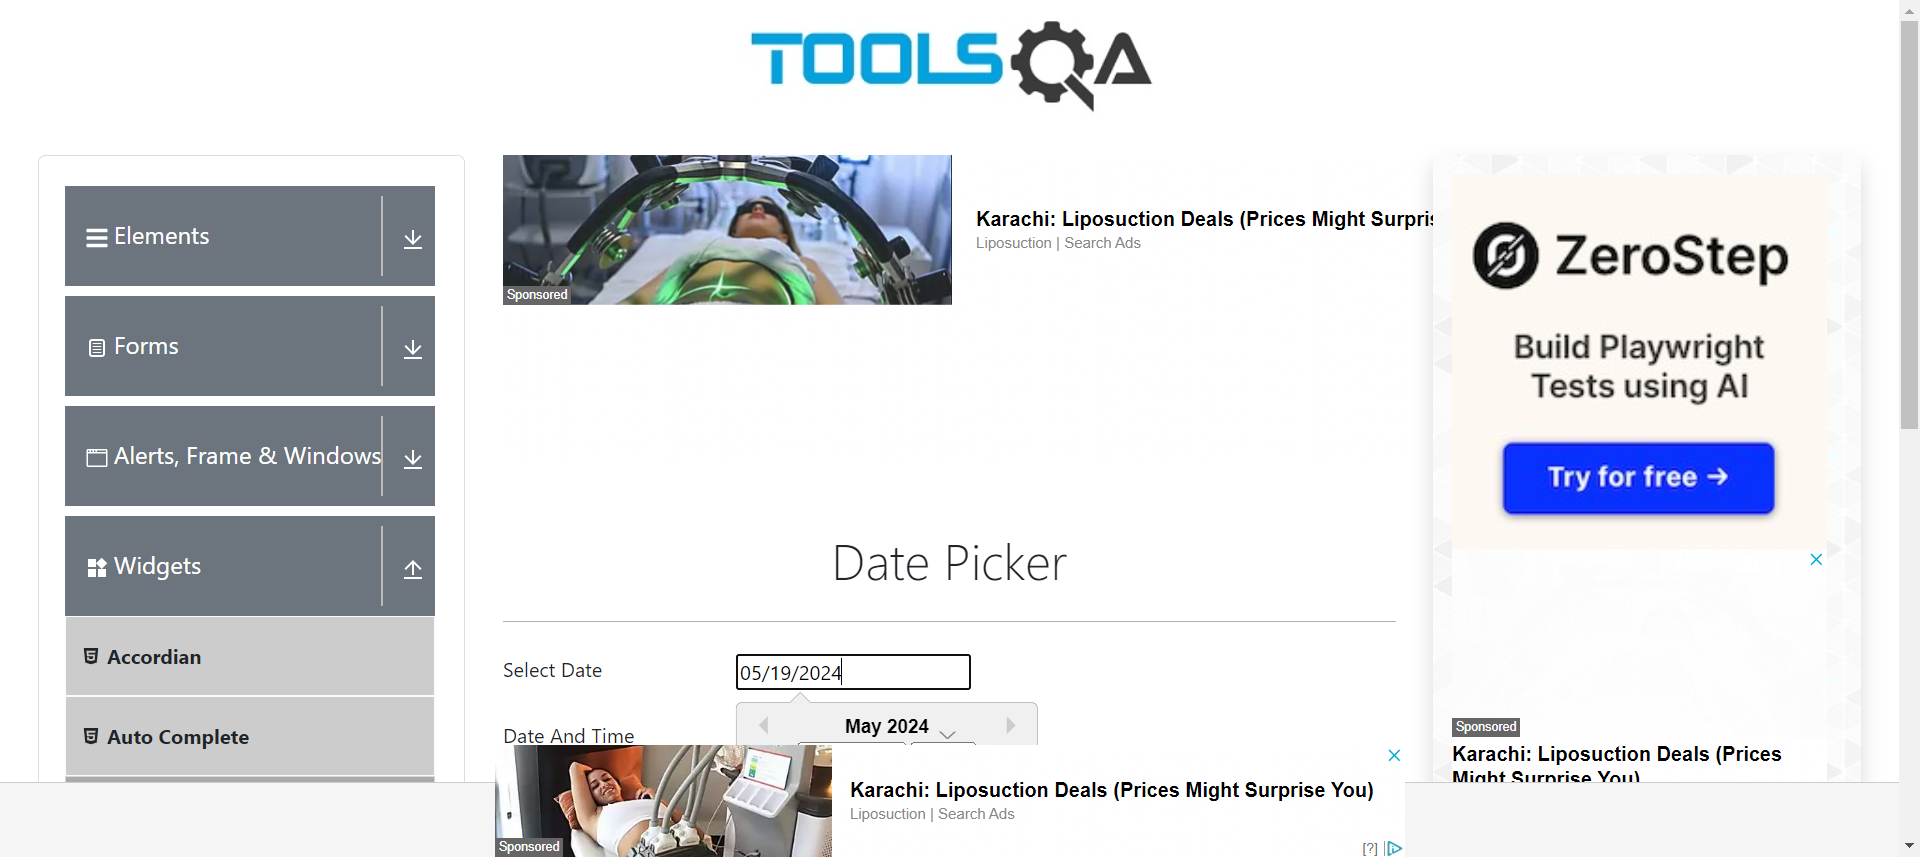 TOOLSQA
Elements
Forms
Alerts, Frame & Windows
Widgets
Accordian
Auto Complete
Sponsored
Karachi: Liposuction Deals (Prices Might Surpris
Liposuction | Search Ads
Date Picker
Select Date
05/19/2024
May 2024
Date And Time
Sponsored
Karachi: Liposuction Deals (Prices Might Surprise You)
Liposuction | Search Ads
[?]
ZeroStep
Build Playwright
Tests using AI
Try for free →
Sponsored
Karachi: Liposuction Deals (Prices
Might Surprise You)